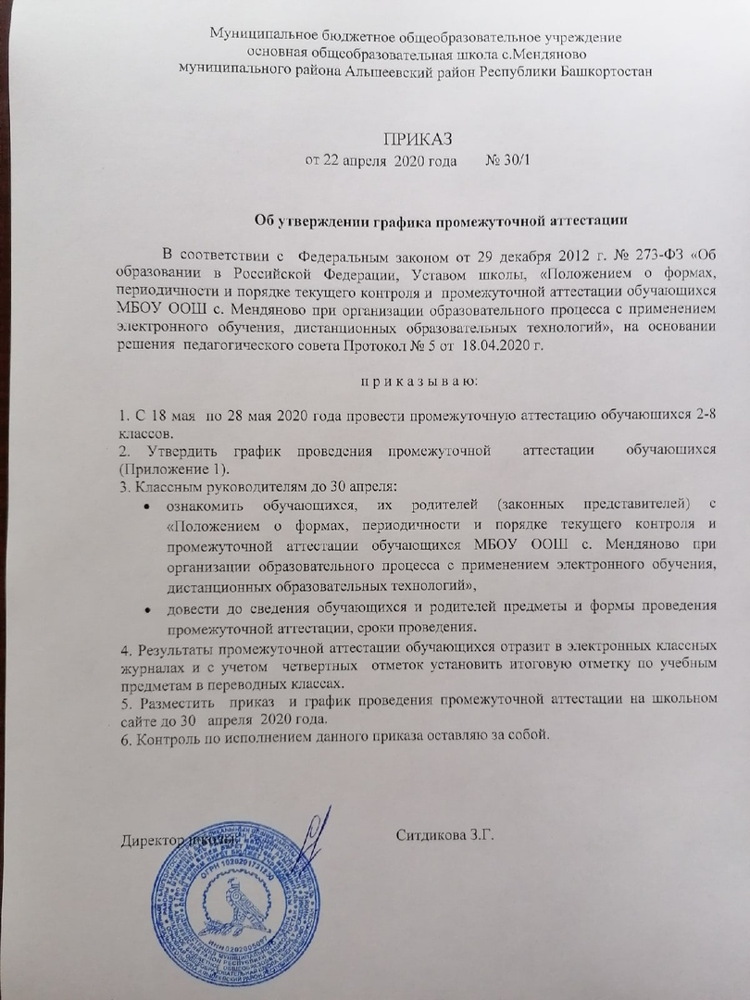 Муниципальное бюджетное общеобразовательное учреждение
основная общеобразовательная школа с.Мендяново
муниципального района Альшеевский район Республики Башкортостан
ПРИКАЗ
от 22 апреля 2020 года № 30/1
Об утверждении графика промежуточной аттестации
В соответствии с Федеральным законом от 29 декабря 2012 г. № 273-ФЗ «Об
образовании в Российской Федерации, Уставом школы, «Положением о формах,
периодичности и порядке текущего контроля и промежуточной аттестации обучающихся
МБОУ ООШ с. Мендяново при организации образовательного процесса с применением
электронного обучения, дистанционных образовательных технологий», на основании
решения педагогического совета Протокол № 5 от 18.04.2020 г.
п р и к а з ы в а ю:
1. С 18 мая по 28 мая 2020 года провести промежуточную аттестацию обучающихся 2-8
классов.
2. Утвердить график проведения промежуточной аттестации обучающихся
(Приложение 1).
3. Классным руководителям до 30 апреля:
• ознакомить обучающихся, их родителей (законных представителей) с
«Положением о формах, периодичности и порядке текущего контроля и
промежуточной аттестации обучающихся МБОУ ООШ с. Мендяново при
организации образовательного процесса с применением электронного обучения,
дистанционных образовательных технологий»,
• довести до сведения обучающихся и родителей предметы и формы проведения
промежуточной аттестации, сроки проведения.
4. Результаты промежуточной аттестации обучающихся отразит в электронных классных
журналах и с учетом четвертных отметок установить итоговую отметку по учебным
предметам в переводных классах.
5. Разместить приказ и график проведения промежуточной аттестации на школьном
сайте до 30 апреля 2020 года.
6. Контроль по исполнением данного приказа оставляю за собой.
Директор школы: Ситдикова З.Г.
ИНН 0202005097